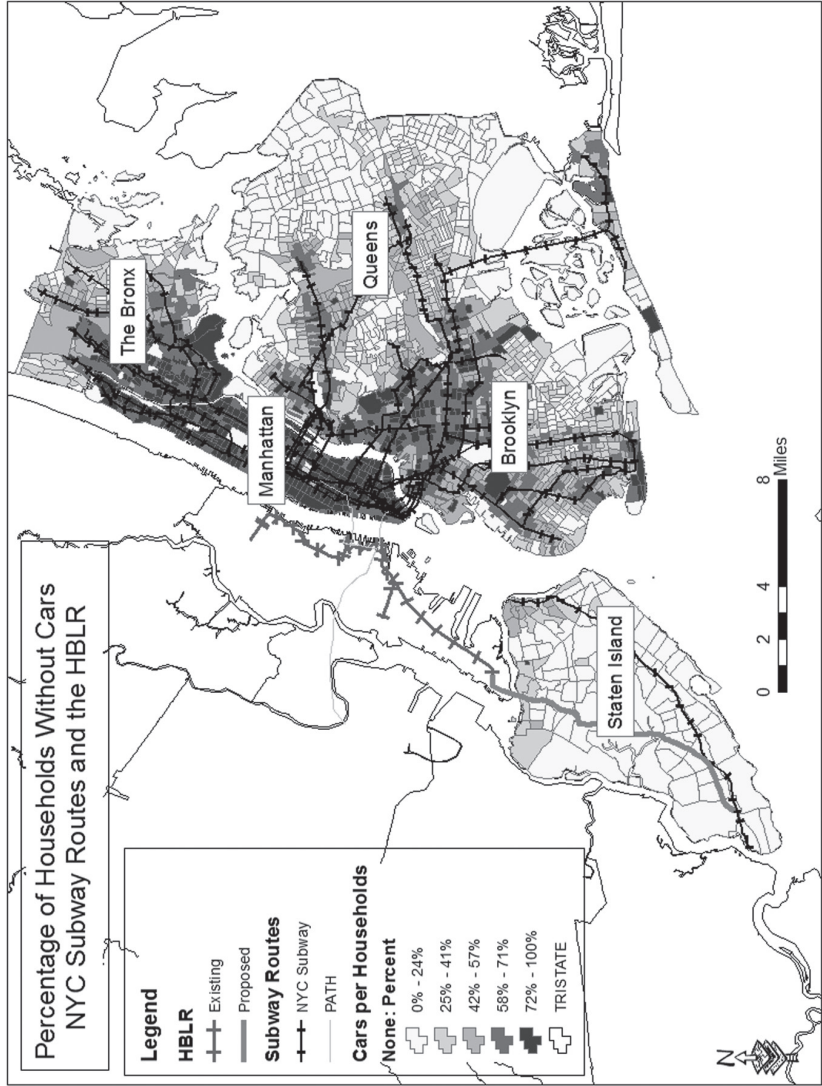 Percentage of Households Without Cars
NYC Subway Routes and the HBLR
Legend
HBLR
Existing
Proposed
Subway Routes
NYC Subway
PATH
Cars per Households
None: Percent
0% - 24%
25% - 41%
42% - 57%
58% - 71%
72% - 100%
TRISTATE
N
The Bronx
Manhattan
Queens
Brooklyn
Staten Island
0 2 4 8
Miles